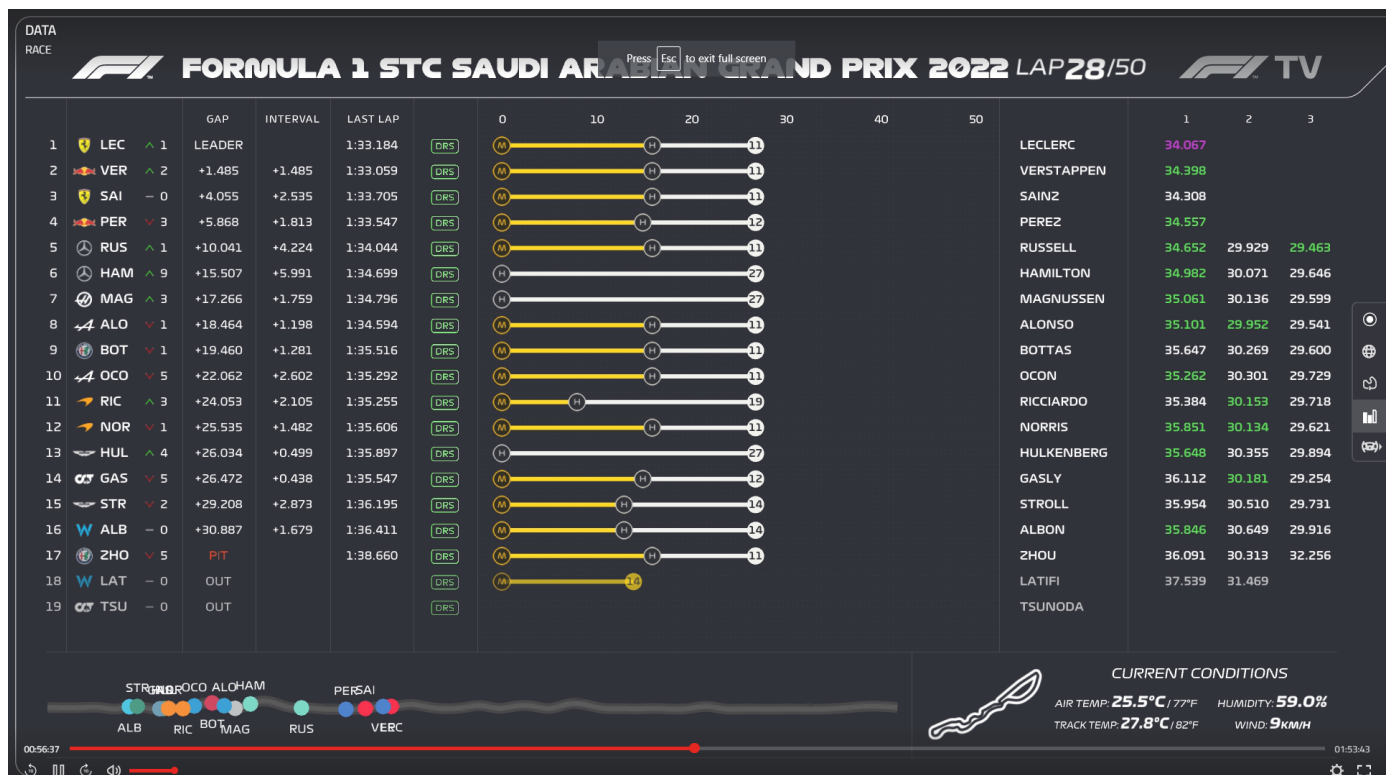 DATA
RACE
FORMULA 1 STC SAUDI ARABIAN GRAND PRIX 2022 LAP 28/50 F1 TV
Press Esc to exit full screen
GAP INTERVAL LAST LAP 0 10 20 30 40 50 1 2 3
1 LEC 1 LEADER 1:33.184 DRS M H 11 LECLERC 34.067
2 VER 2 +1.485 +1.485 1:33.059 DRS M H 11 VERSTAPPEN 34.398
3 SAI – 0 +4.055 +2.535 1:33.705 DRS M H 11 SAINZ 34.308
4 PER 3 +5.868 +1.813 1:33.547 DRS M H 12 PEREZ 34.557
5 RUS 1 +10.041 +4.224 1:34.044 DRS M H 11 RUSSELL 34.652 29.929 29.463
6 HAM 9 +15.507 +5.991 1:34.699 DRS H 27 HAMILTON 34.982 30.071 29.646
7 MAG 3 +17.266 +1.759 1:34.796 DRS H 27 MAGNUSSEN 35.061 30.136 29.599
8 ALO 1 +18.464 +1.198 1:34.594 DRS M H 11 ALONSO 35.101 29.952 29.541
9 BOT 1 +19.460 +1.281 1:35.516 DRS M H 11 BOTTAS 35.647 30.269 29.600
10 OCO 5 +22.062 +2.602 1:35.292 DRS M H 11 OCON 35.262 30.301 29.729
11 RIC 3 +24.053 +2.105 1:35.255 DRS M H 19 RICCIARDO 35.384 30.153 29.718
12 NOR 1 +25.535 +1.482 1:35.606 DRS M H 11 NORRIS 35.851 30.134 29.621
13 HUL 4 +26.034 +0.499 1:35.897 DRS H 27 HULKENBERG 35.648 30.355 29.894
14 GAS 5 +26.472 +0.438 1:35.547 DRS M H 12 GASLY 36.112 30.181 29.254
15 STR 2 +29.208 +2.873 1:36.195 DRS M H 14 STROLL 35.954 30.510 29.731
16 ALB – 0 +30.887 +1.679 1:36.411 DRS M H 14 ALBON 35.846 30.649 29.916
17 ZHO 5 PIT 1:38.660 DRS M H 11 ZHOU 36.091 30.313 32.256
18 LAT – 0 OUT DRS M 14 LATIFI 37.539 31.469
19 TSU – 0 OUT DRS TSUNODA
STR OCO ALO HAM PER SAI
ALB RIC BOT MAG RUS
CURRENT CONDITIONS
AIR TEMP: 25.5°C / 77°F HUMIDITY: 59.0%
TRACK TEMP: 27.8°C / 82°F WIND: 9KM/H
00:56:37 01:53:43